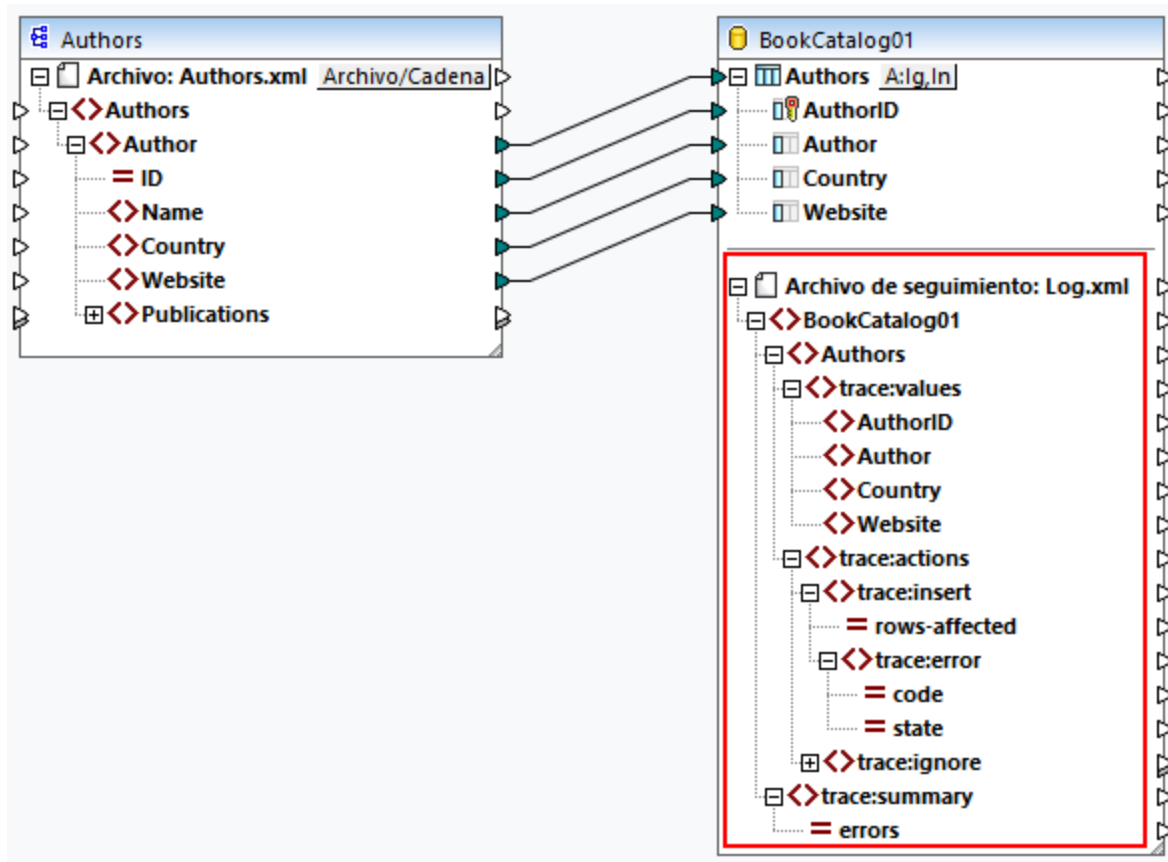 Authors
Archivo: Authors.xml Archivo/Cadena
Authors
Author
ID
Name
Country
Website
Publications
BookCatalog01
Authors A:Ig,In
AuthorID
Author
Country
Website
Archivo de seguimiento: Log.xml
BookCatalog01
Authors
trace:values
AuthorID
Author
Country
Website
trace:actions
trace:insert
rows-affected
trace:error
code
state
trace:ignore
trace:summary
errors